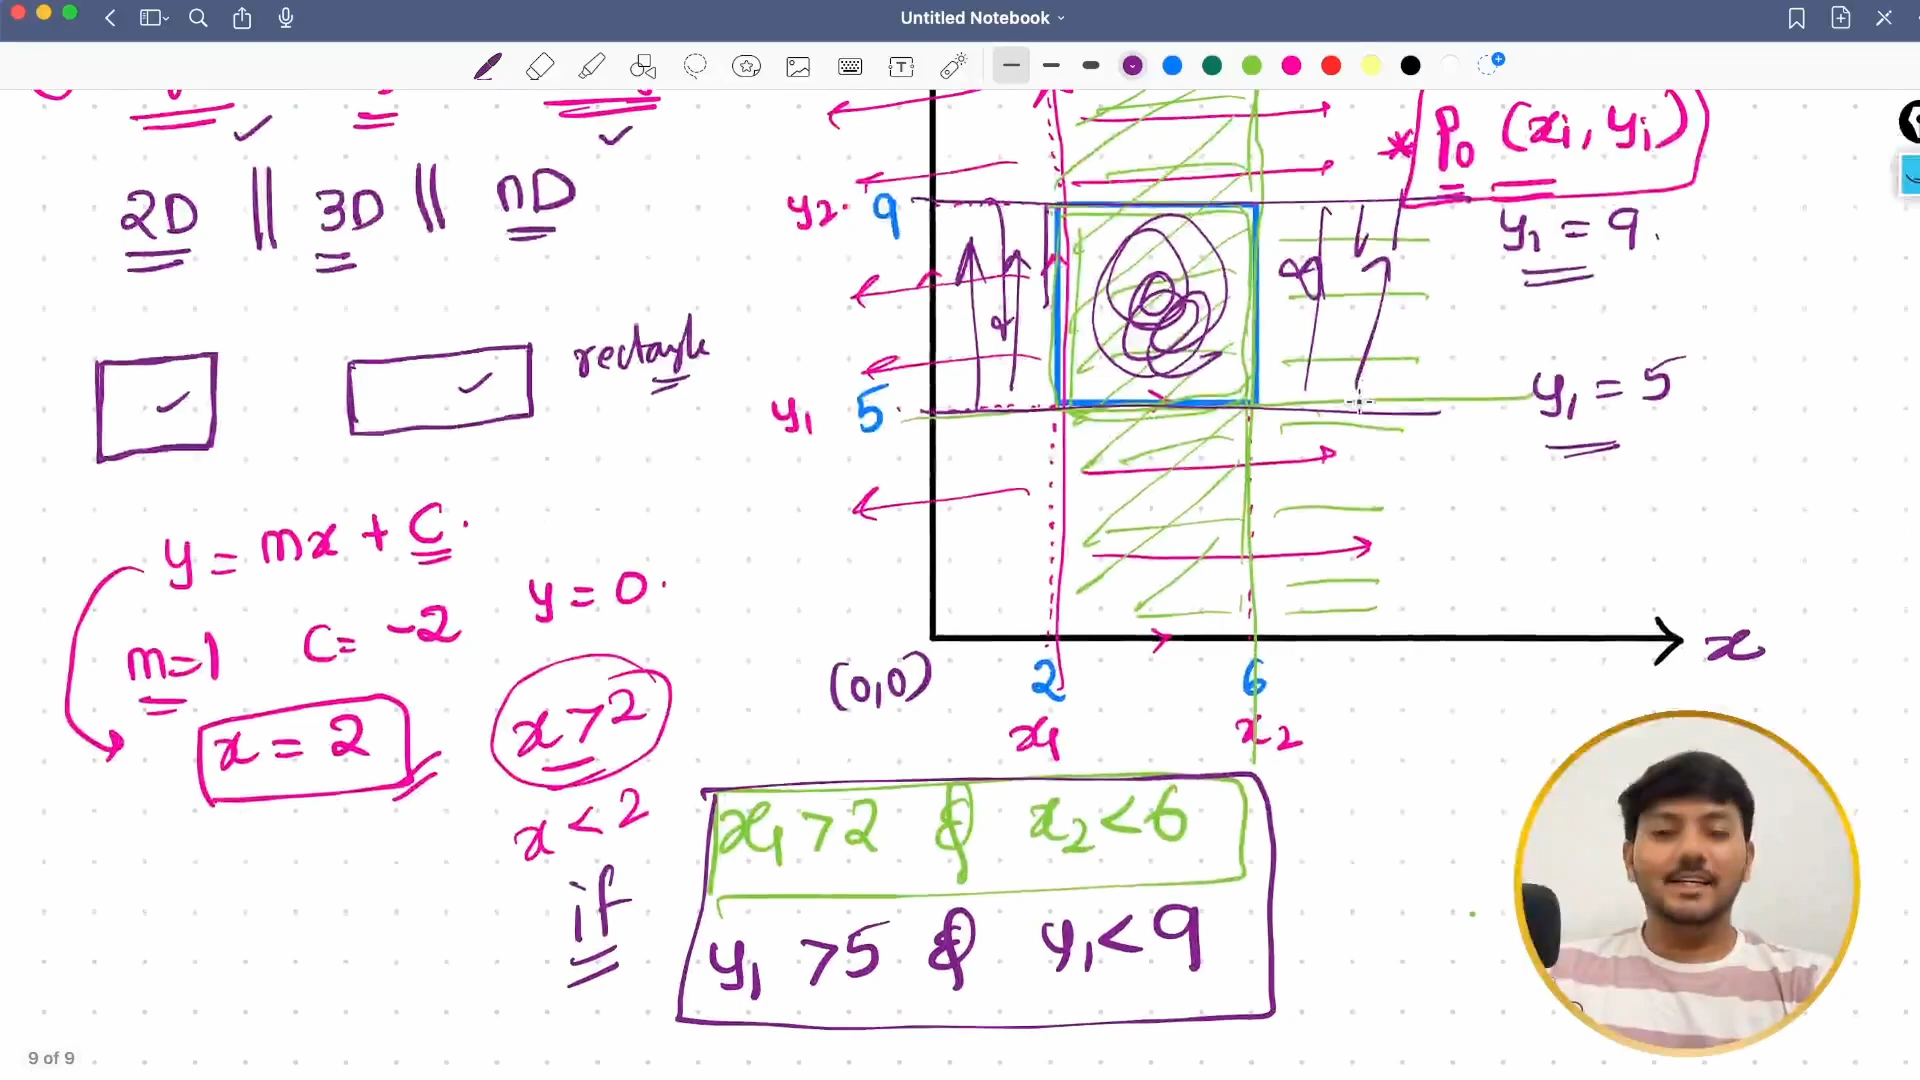 Untitled Notebook
* P₀ (xᵢ, yᵢ)
2D || 3D || nD
y₂. 9
y₁ = 9.
rectangle
y₁ 5
y₁ = 5
y = mx + C.
y = 0.
m=1 C= -2
x
(0,0) 2 6
x = 2
x>2
x₁ x₂
x < 2
x₁ >2 & x₂ < 6
if
y₁ >5 & y₁ < 9
9 of 9